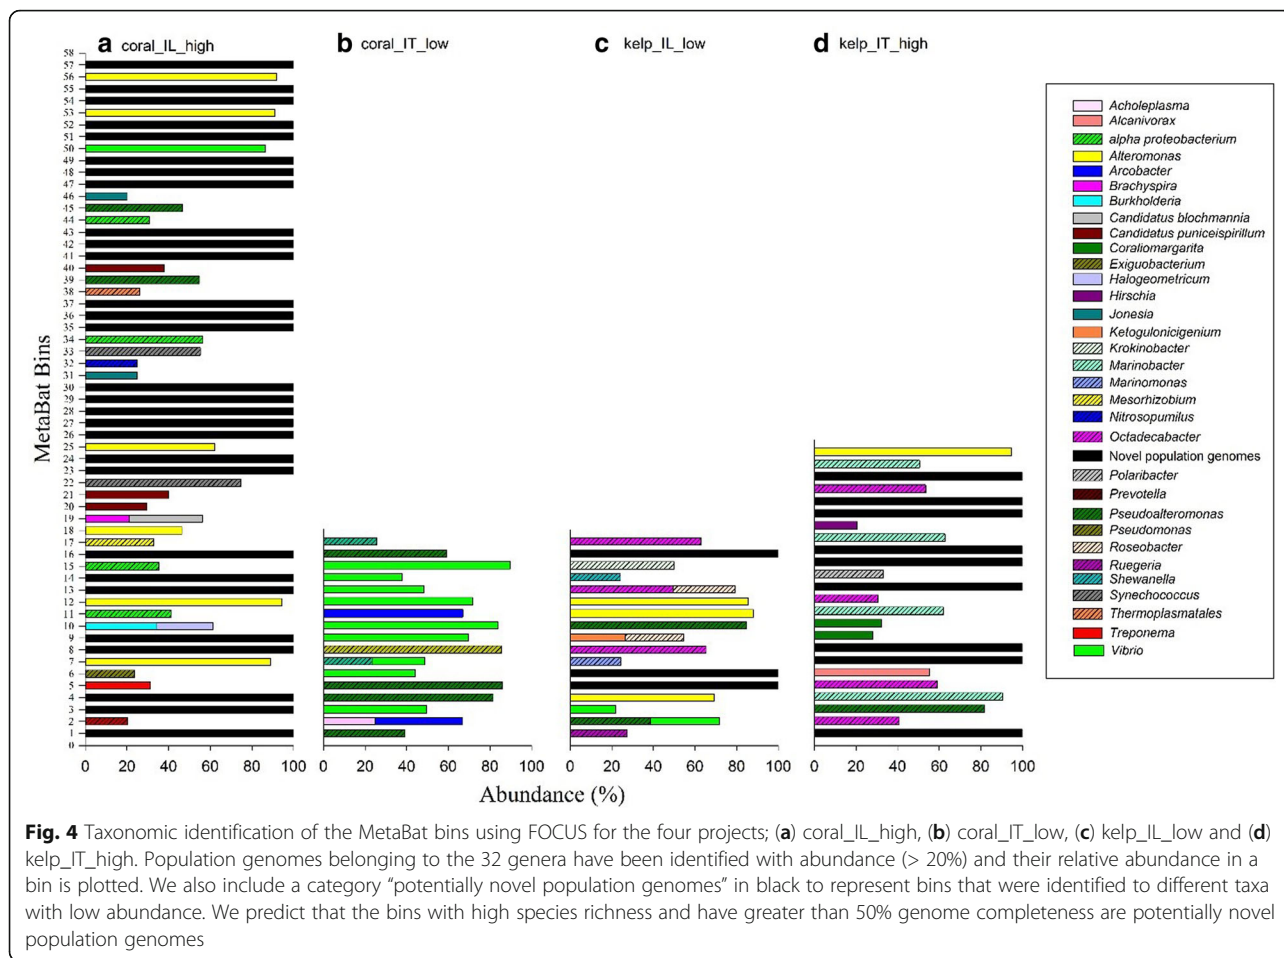 a coral_IL_high
b coral_IT_low
c kelp_IL_low
d kelp_IT_high
MetaBat Bins
58
57
56
55
54
53
52
51
50
49
48
47
46
45
44
43
42
41
40
39
38
37
36
35
34
33
32
31
30
29
28
27
26
25
24
23
22
21
20
19
18
17
16
15
14
13
12
11
10
9
8
7
6
5
4
3
2
1
0
0 20 40 60 80 100
0 20 40 60 80 100
0 20 40 60 80 100
0 20 40 60 80 100
Abundance (%)
Acholeplasma
Alcanivorax
alpha proteobacterium
Alteromonas
Arcobacter
Brachyspira
Burkholderia
Candidatus blochmannia
Candidatus puniceispirillum
Coraliomargarita
Exiguobacterium
Halogeometricum
Hirschia
Jonesia
Ketogulonicigenium
Krokinobacter
Marinobacter
Marinomonas
Mesorhizobium
Nitrosopumilus
Octadecabacter
Novel population genomes
Polaribacter
Prevotella
Pseudoalteromonas
Pseudomonas
Roseobacter
Ruegeria
Shewanella
Synechococcus
Thermoplasmatales
Treponema
Vibrio
Fig. 4 Taxonomic identification of the MetaBat bins using FOCUS for the four projects; (a) coral_IL_high, (b) coral_IT_low, (c) kelp_IL_low and (d)
kelp_IT_high. Population genomes belonging to the 32 genera have been identified with abundance (> 20%) and their relative abundance in a
bin is plotted. We also include a category “potentially novel population genomes” in black to represent bins that were identified to different taxa
with low abundance. We predict that the bins with high species richness and have greater than 50% genome completeness are potentially novel
population genomes